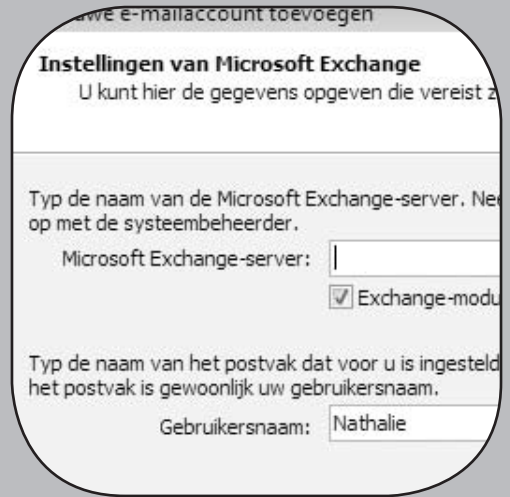 e-mailaccount toevoegen
Instellingen van Microsoft Exchange
U kunt hier de gegevens opgeven die vereist
Typ de naam van de Microsoft Exchange-server.
op met de systeembeheerder.
Microsoft Exchange-server:
Typ de naam van het postvak dat voor u is ingesteld
het postvak is gewoonlijk uw gebruikersnaam.
Gebruikersnaam: Nathalie